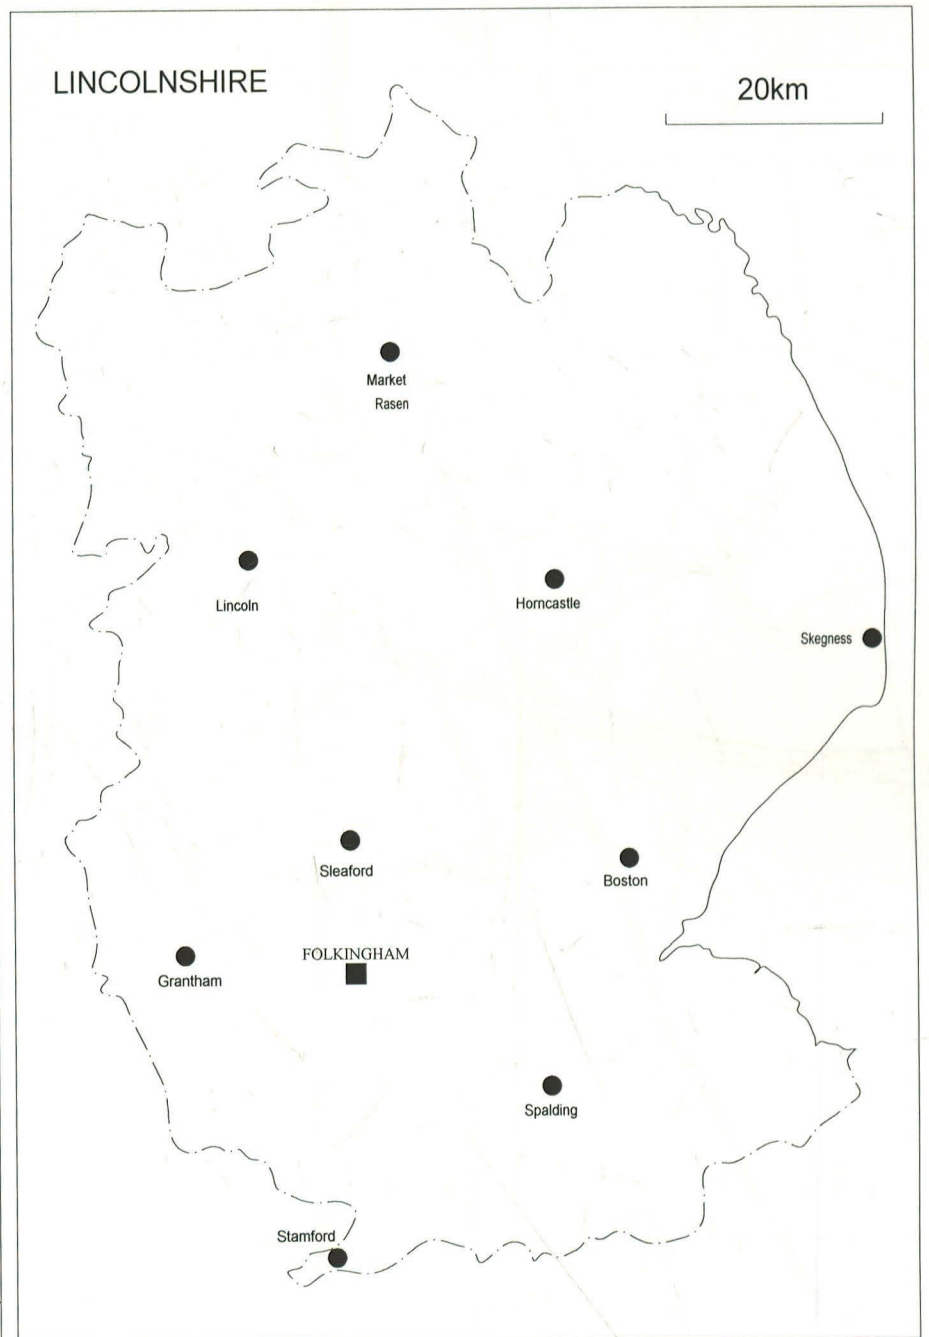 LINCOLNSHIRE
20km
Market
Rasen
Lincoln
Horncastle
Skegness
Sleaford
Boston
FOLKINGHAM
Grantham
Spalding
Stamford